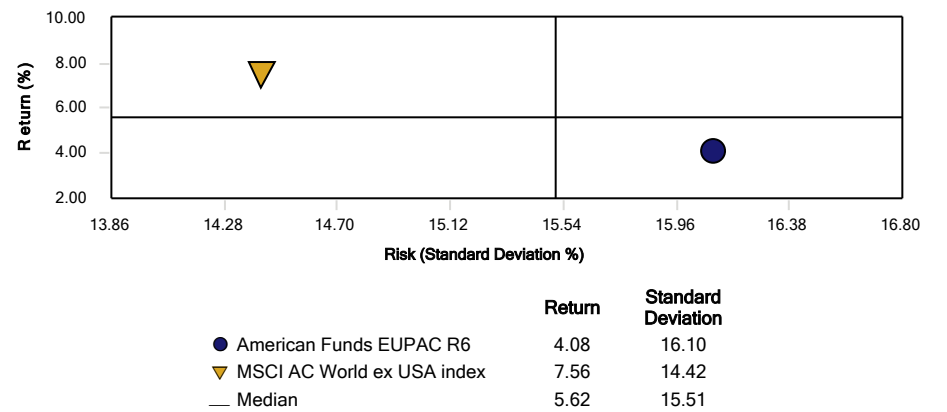 10.00
8.00
6.00
4.00
2.00
Return (%)
13.86 14.28 14.70 15.12 15.54 15.96 16.38 16.80
Risk (Standard Deviation %)
Return Standard Deviation
American Funds EUPAC R6 4.08 16.10
MSCI AC World ex USA index 7.56 14.42
Median 5.62 15.51